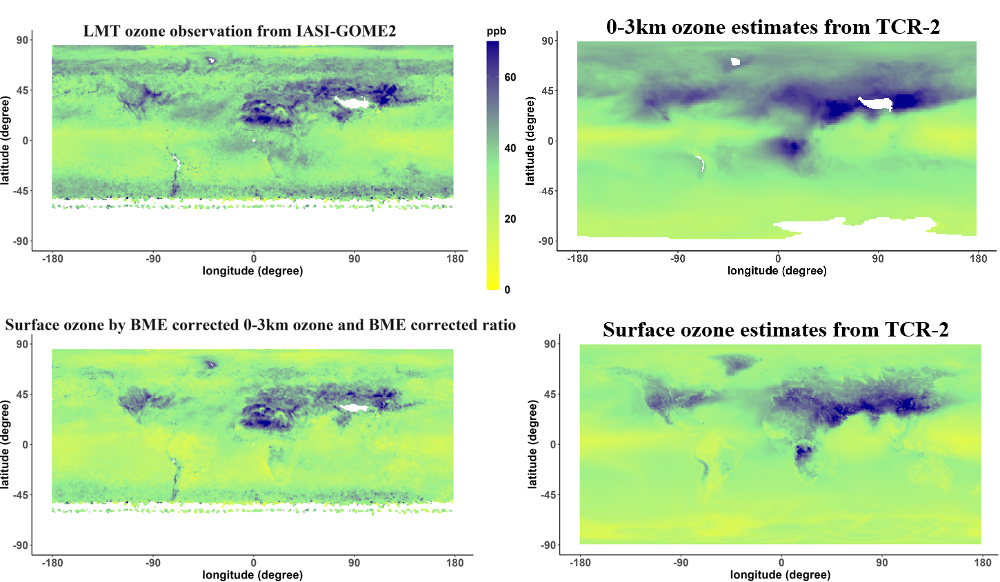 LMT ozone observation from IASI-GOME2
90
45
0
-45
-90
latitude (degree)
-180 -90 0 90 180
longitude (degree)
ppb
60
40
20
0
0-3km ozone estimates from TCR-2
90
45
0
-45
-90
latitude (degree)
-180 -90 0 90 180
longitude (degree)
Surface ozone by BME corrected 0-3km ozone and BME corrected ratio
90
45
0
-45
-90
latitude (degree)
-180 -90 0 90 180
longitude (degree)
Surface ozone estimates from TCR-2
90
45
0
-45
-90
latitude (degree)
-180 -90 0 90 180
longitude (degree)